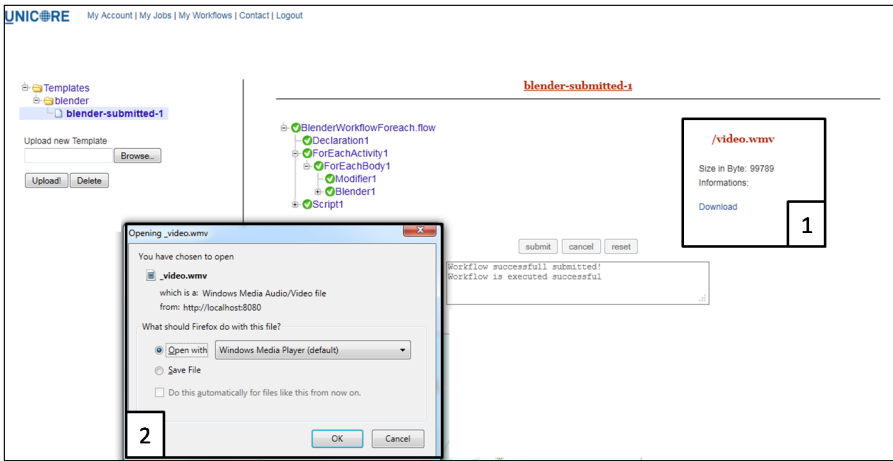 UNICORE
My Account | My Jobs | My Workflows | Contact | Logout
Templates
blender
blender-submitted-1
Upload new Template
Browse...
Upload! Delete
blender-submitted-1
BlenderWorkflowForeach.flow
Declaration1
ForEachActivity1
ForEachBody1
Modifier1
Blender1
Script1
/video.wmv
Size in Byte: 99789
Informations:
Download
1
submit cancel reset
Workflow successfull submitted!
Workflow is executed successful
Opening _video.wmv
You have chosen to open
_video.wmv
which is a: Windows Media Audio/Video file
from: http://localhost:8080
What should Firefox do with this file?
Open with Windows Media Player (default)
Save File
Do this automatically for files like this from now on.
2
OK Cancel